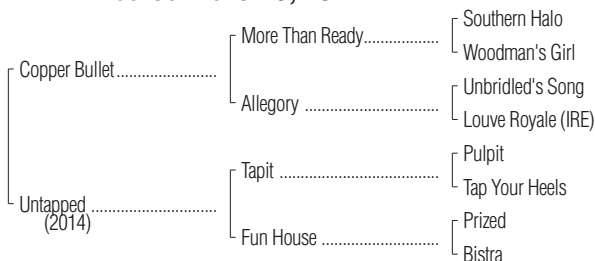 Southern Halo
More Than Ready
Woodman's Girl
Copper Bullet
Unbridled's Song
Allegory
Louve Royale (IRE)
Pulpit
Tapit
Tap Your Heels
Untapped
(2014)
Prized
Fun House
Bistra